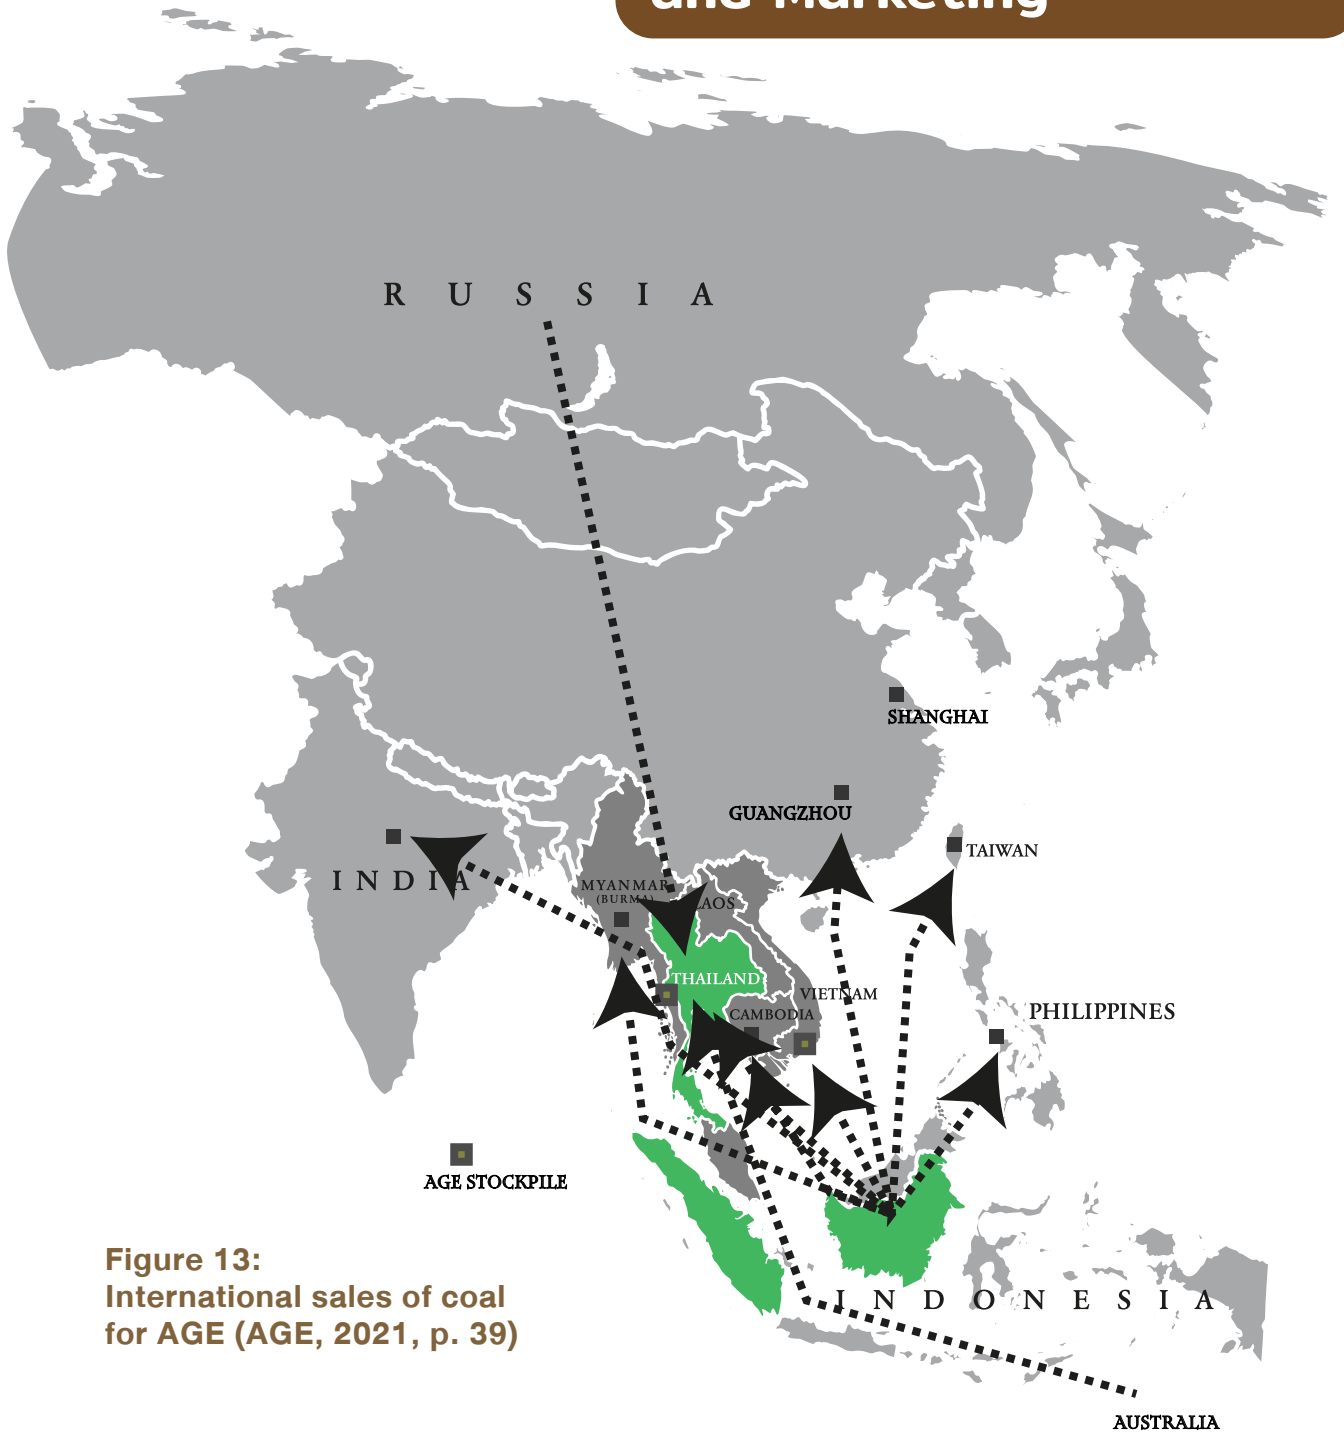 and Marketing
RUSSIA
SHANGHAI
GUANGZHOU
TAIWAN
INDIA
MYANMAR
(BURMA)
LAOS
THAILAND
VIETNAM
CAMBODIA
PHILIPPINES
AGE STOCKPILE
Figure 13:
International sales of coal
for AGE (AGE, 2021, p. 39)
INDONESIA
AUSTRALIA